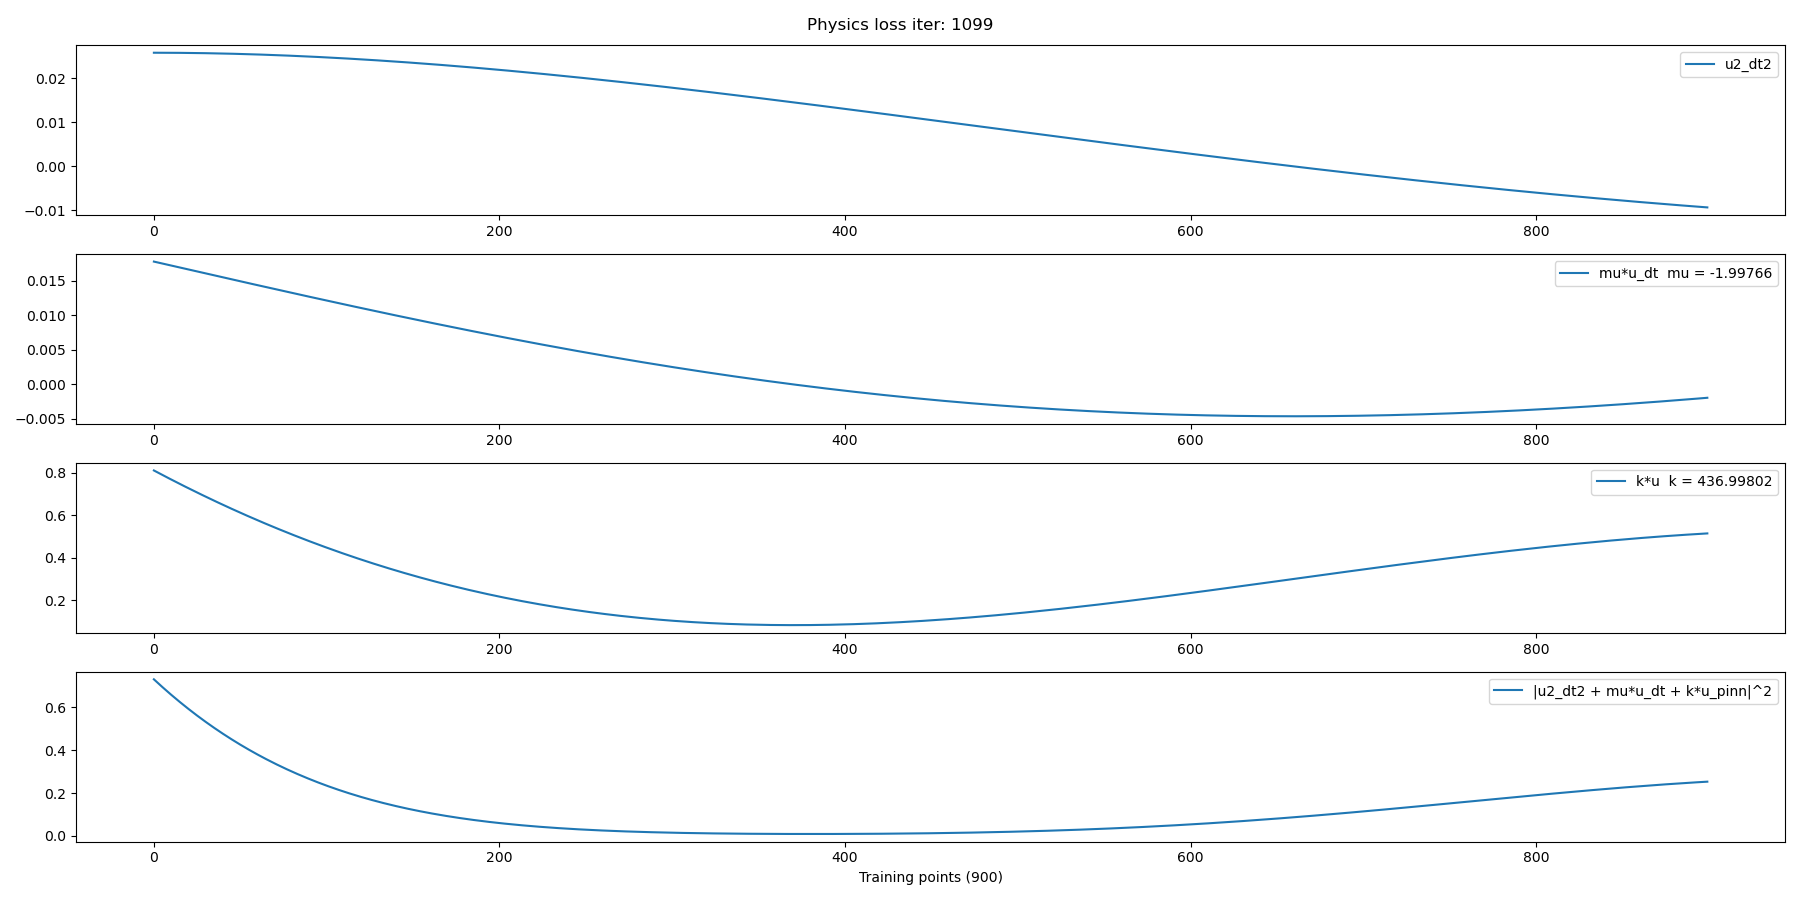 Physics loss iter: 1099
u2_dt2
0.02
0.01
0.00
−0.01
0 200 400 600 800
mu*u_dt  mu = -1.99766
0.015
0.010
0.005
0.000
−0.005
0 200 400 600 800
k*u  k = 436.99802
0.8
0.6
0.4
0.2
0 200 400 600 800
|u2_dt2 + mu*u_dt + k*u_pinn|^2
0.6
0.4
0.2
0.0
0 200 400 600 800
Training points (900)